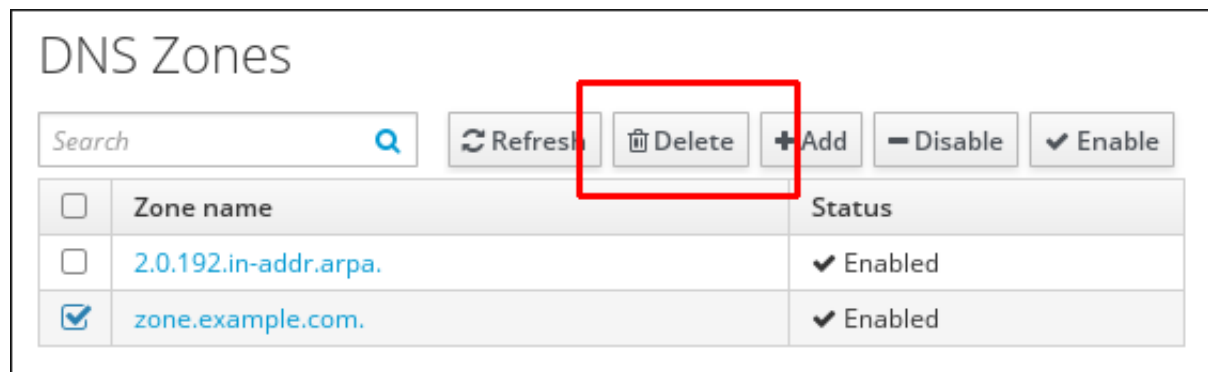 DNS Zones
Search Refresh Delete Add Disable Enable
Zone name Status
2.0.192.in-addr.arpa. Enabled
zone.example.com. Enabled